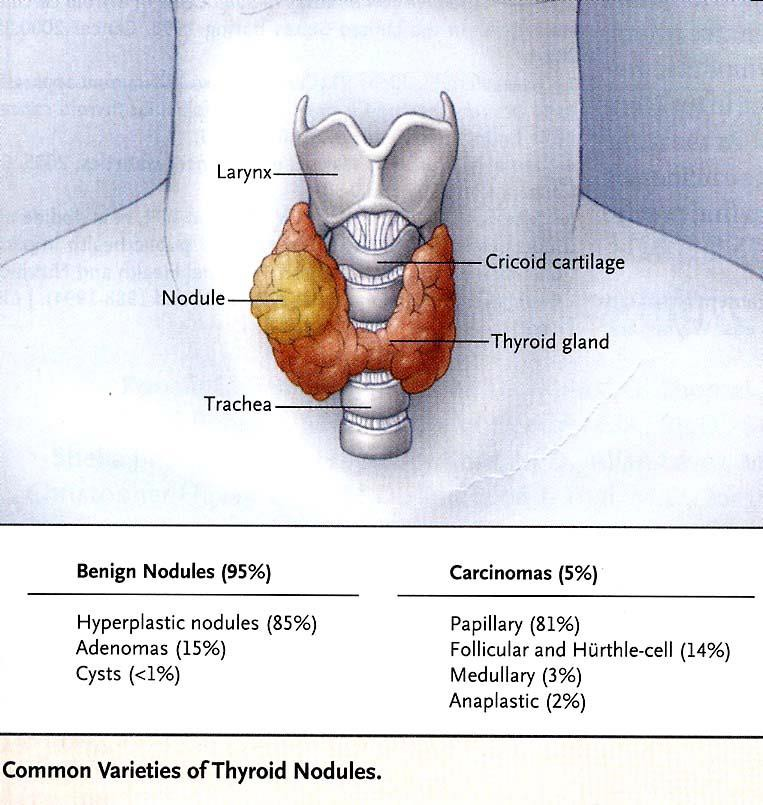 Larynx
Cricoid cartilage
Nodule
Thyroid gland
Trachea
Benign Nodules (95%)
Hyperplastic nodules (85%)
Adenomas (15%)
Cysts (<1%)
Carcinomas (5%)
Papillary (81%)
Follicular and Hürthle-cell (14%)
Medullary (3%)
Anaplastic (2%)
Common Varieties of Thyroid Nodules.